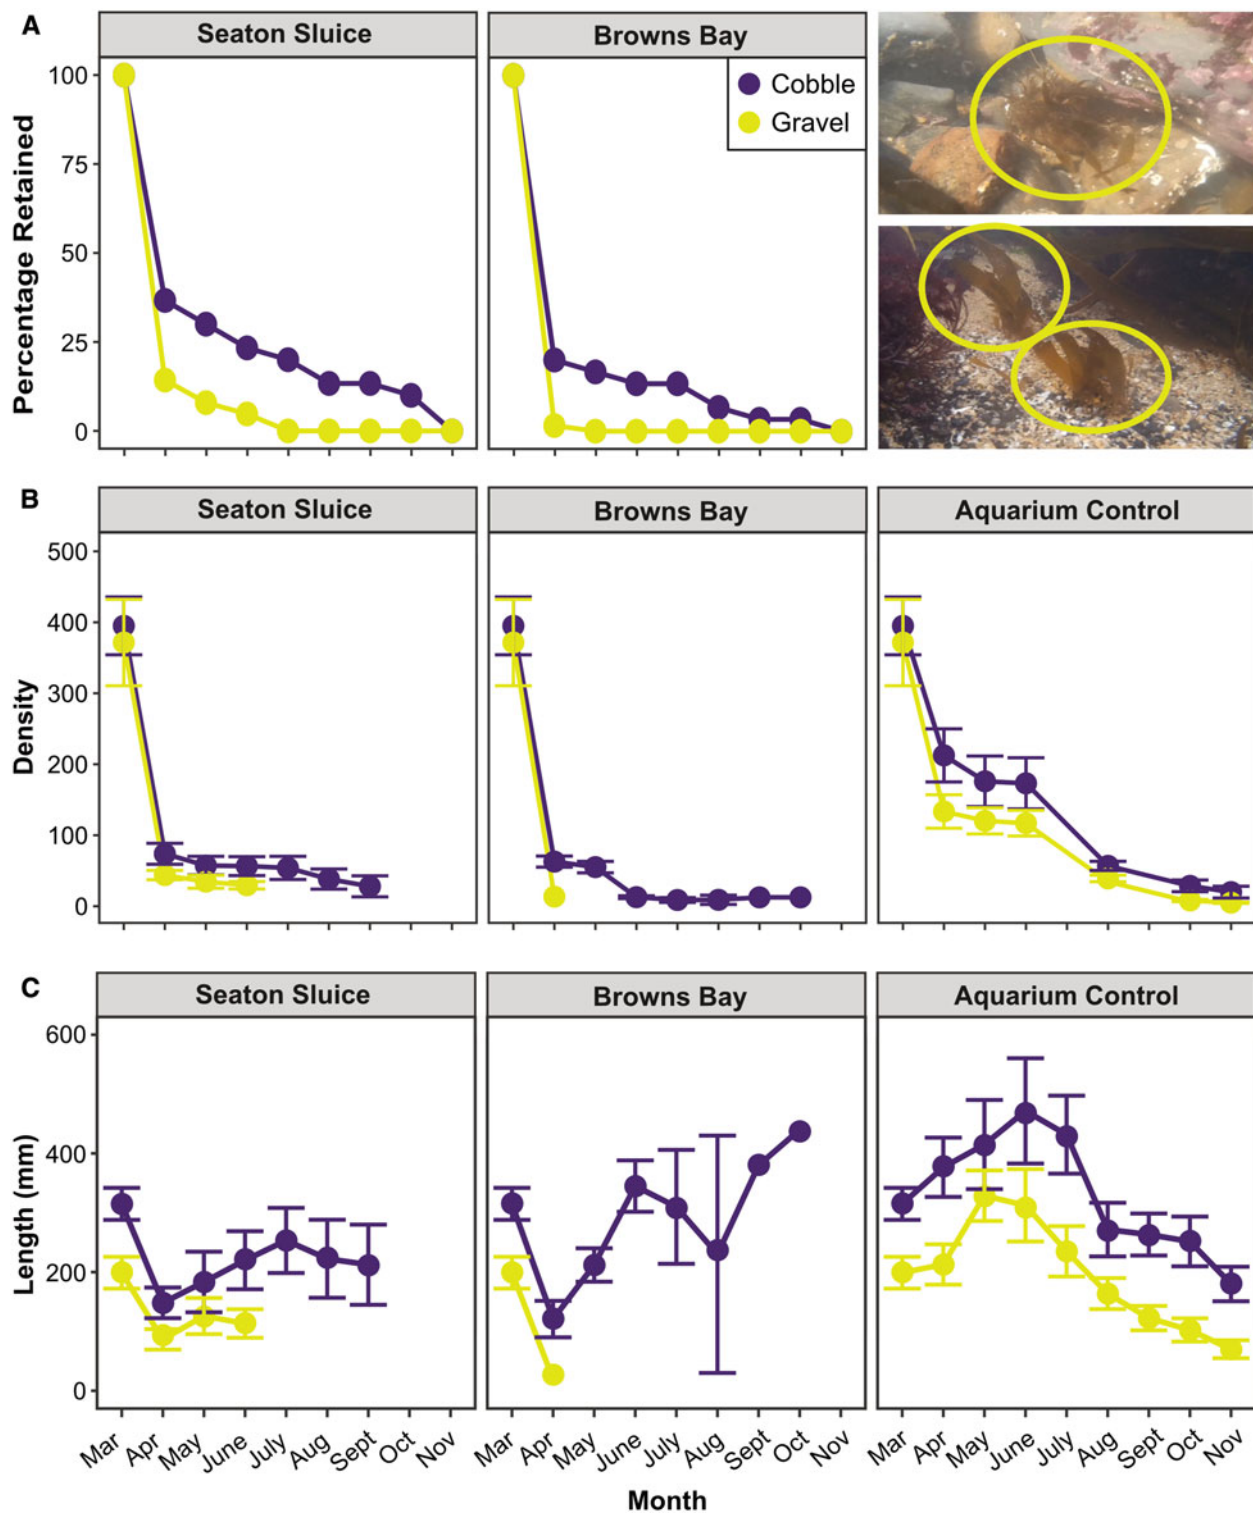 A
Seaton Sluice
Browns Bay
Percentage Retained
100
75
50
25
0
Cobble
Gravel
B
Seaton Sluice
Browns Bay
Aquarium Control
Density
500
400
300
200
100
0
C
Seaton Sluice
Browns Bay
Aquarium Control
Length (mm)
600
400
200
0
Mar Apr May June July Aug Sept Oct Nov
Mar Apr May June July Aug Sept Oct Nov
Mar Apr May June July Aug Sept Oct Nov
Month